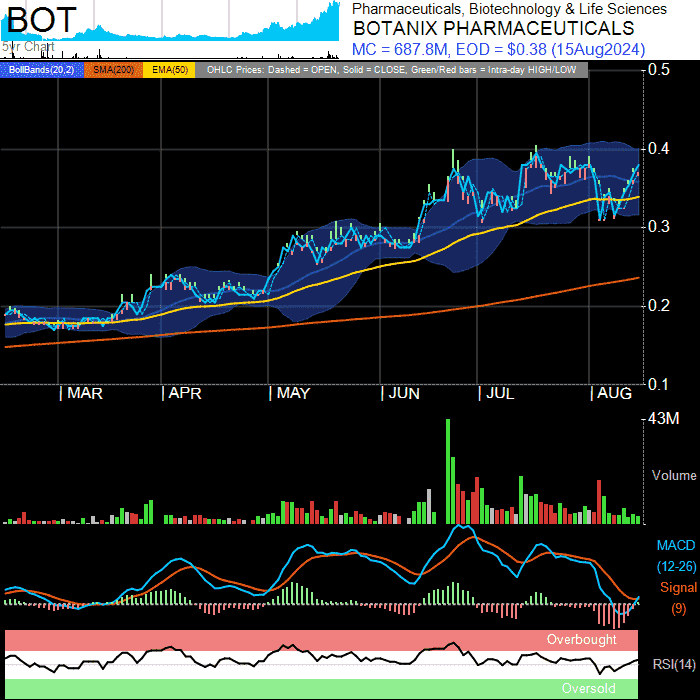 BOT
5yr Chart
Pharmaceuticals, Biotechnology & Life Sciences
BOTANIX PHARMACEUTICALS
MC = 687.8M, EOD = $0.38 (15Aug2024)
BollBands(20,2) SMA(200) EMA(50) OHLC Prices: Dashed = OPEN, Solid = CLOSE, Green/Red bars = Intra-day HIGH/LOW
0.5
0.4
0.3
0.2
0.1
MAR APR MAY JUN JUL AUG
43M
Volume
MACD
(12-26)
Signal
(9)
Overbought
RSI(14)
Oversold